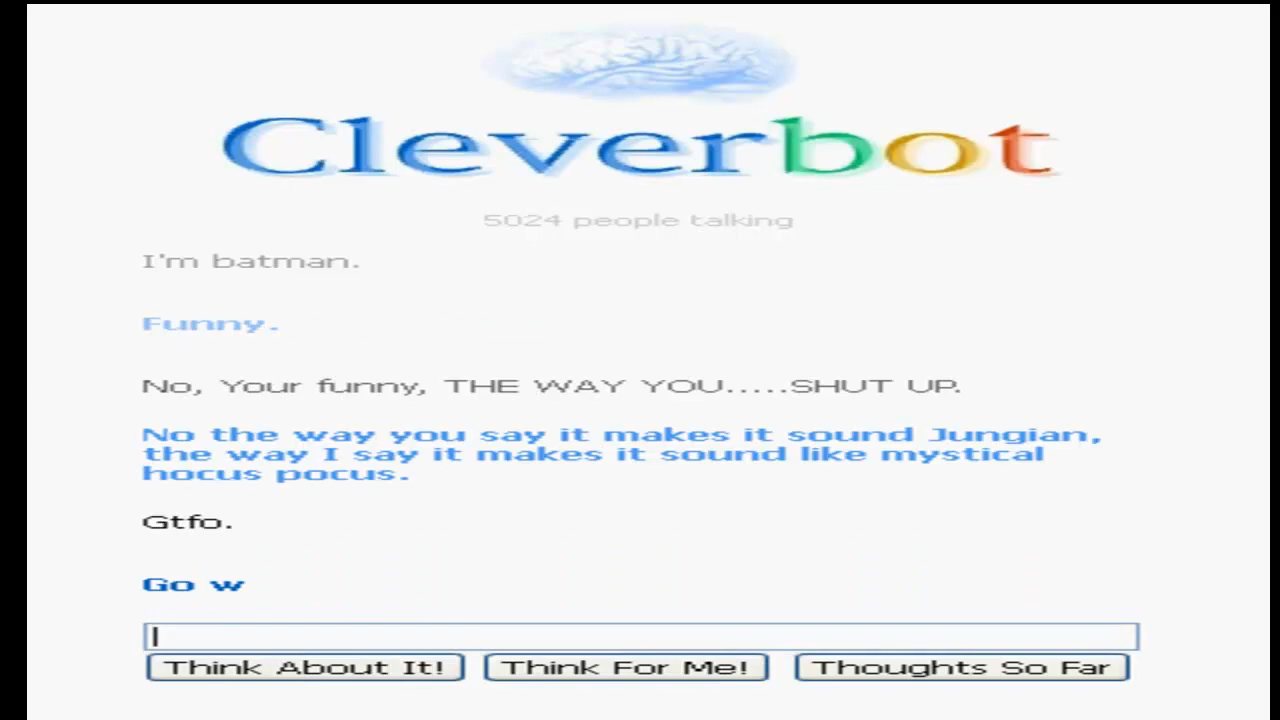 Cleverbot
5024 people talking
I'm batman.
Funny.
No, Your funny, THE WAY YOU.....SHUT UP.
No the way you say it makes it sound Jungian,
the way I say it makes it sound like mystical
hocus pocus.
Gtfo.
Go w
Think About It! Think For Me! Thoughts So Far